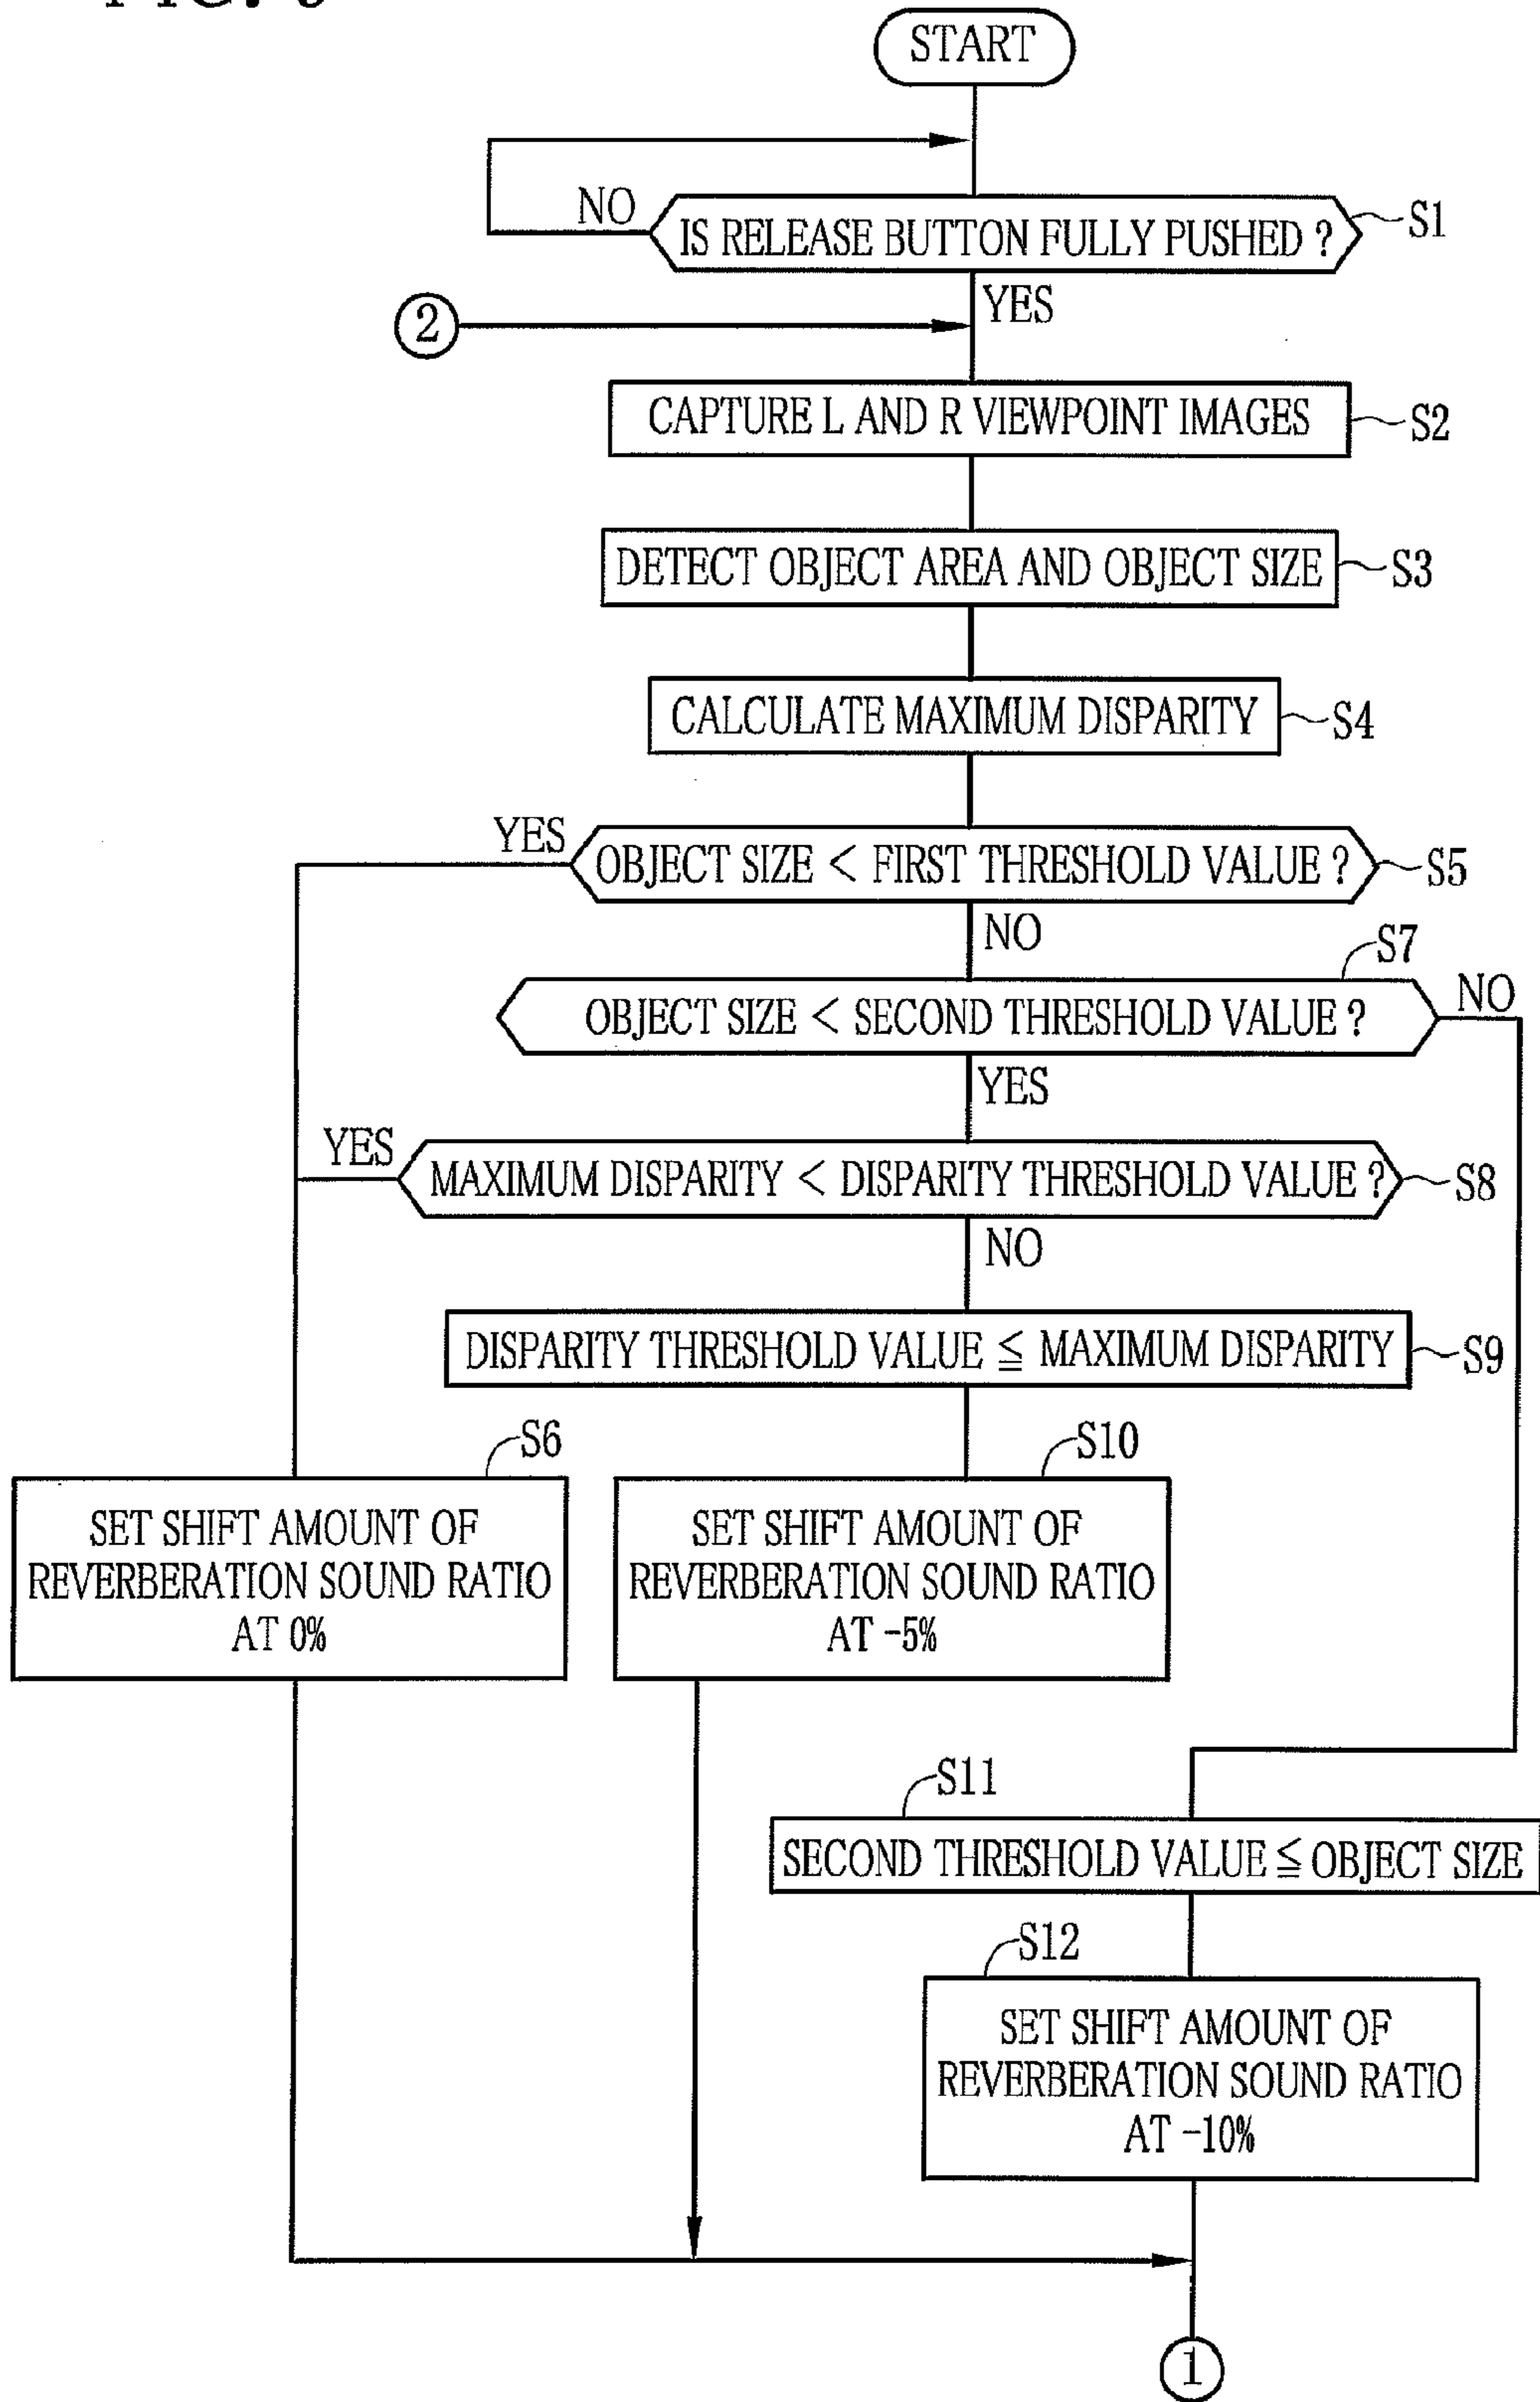 START
NO
IS RELEASE BUTTON FULLY PUSHED ?
S1
YES
2
CAPTURE L AND R VIEWPOINT IMAGES
S2
DETECT OBJECT AREA AND OBJECT SIZE
S3
CALCULATE MAXIMUM DISPARITY
S4
YES
OBJECT SIZE < FIRST THRESHOLD VALUE ?
S5
NO
S7
OBJECT SIZE < SECOND THRESHOLD VALUE ?
NO
YES
YES
MAXIMUM DISPARITY < DISPARITY THRESHOLD VALUE ?
S8
NO
DISPARITY THRESHOLD VALUE ≦ MAXIMUM DISPARITY
S9
S6
SET SHIFT AMOUNT OF
REVERBERATION SOUND RATIO
AT 0%
S10
SET SHIFT AMOUNT OF
REVERBERATION SOUND RATIO
AT -5%
S11
SECOND THRESHOLD VALUE ≦ OBJECT SIZE
S12
SET SHIFT AMOUNT OF
REVERBERATION SOUND RATIO
AT -10%
1